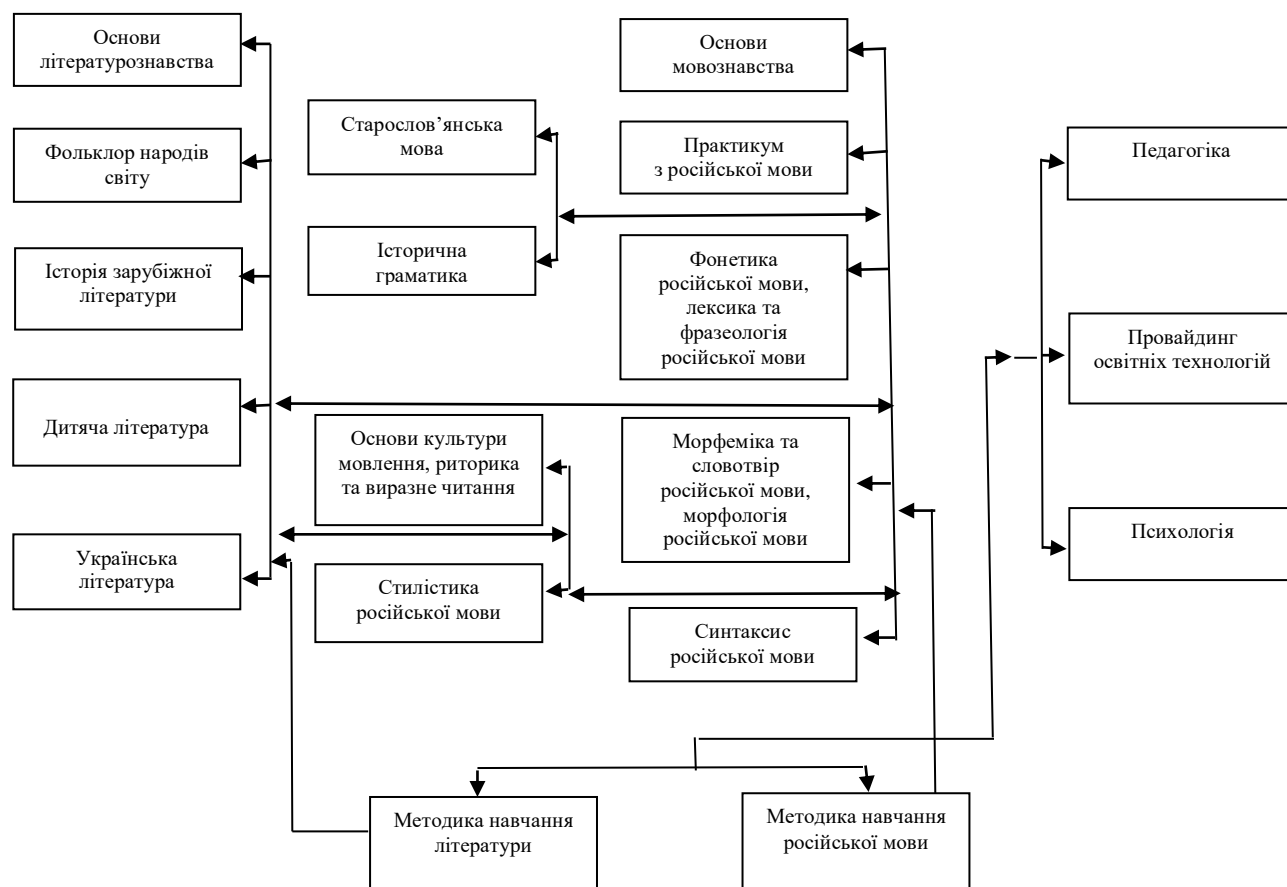 Основи
літературознавства
Фольклор народів
світу
Історія зарубіжної
літератури
Дитяча література
Українська
література
Старослов’янська
мова
Історична
граматика
Основи культури
мовлення, риторика
та виразне читання
Стилістика
російської мови
Основи
мовознавства
Практикум
з російської мови
Фонетика
російської мови,
лексика та
фразеологія
російської мови
Морфеміка та
словотвір
російської мови,
морфологія
російської мови
Синтаксис
російської мови
Педагогіка
Провайдинг
освітніх технологій
Психологія
Методика навчання
літератури
Методика навчання
російської мови